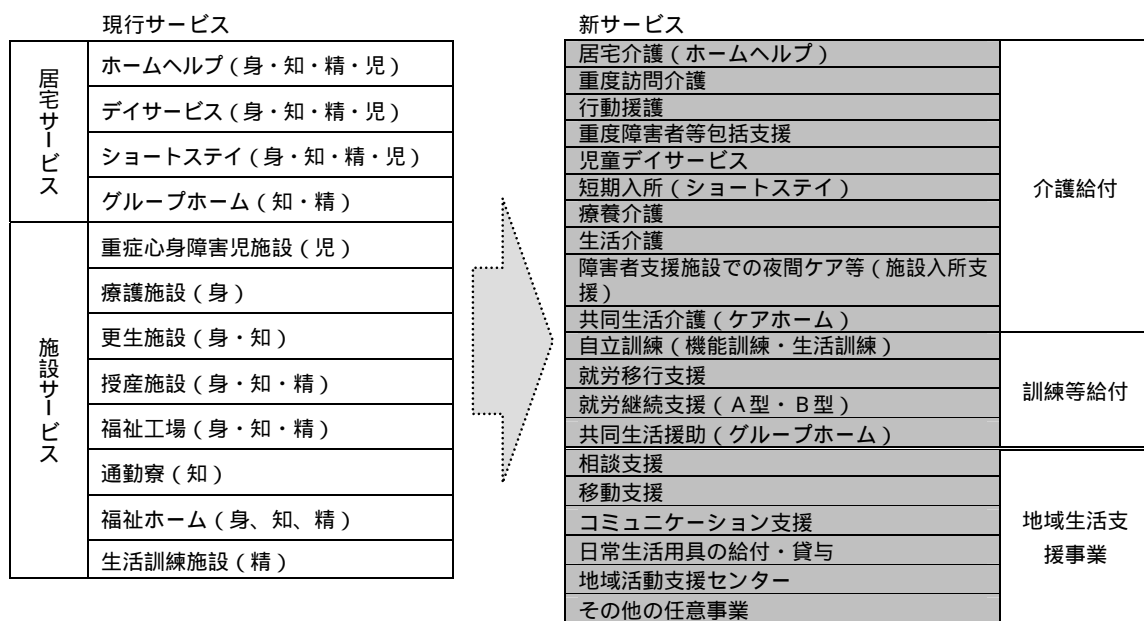 現行サービス
居宅サービス
ホームヘルプ（身・知・精・児）
デイサービス（身・知・精・児）
ショートステイ（身・知・精・児）
グループホーム（知・精）
施設サービス
重症心身障害児施設（児）
療護施設（身）
更生施設（身・知）
授産施設（身・知・精）
福祉工場（身・知・精）
通勤寮（知）
福祉ホーム（身、知、精）
生活訓練施設（精）
新サービス
居宅介護（ホームヘルプ）
重度訪問介護
行動援護
重度障害者等包括支援
児童デイサービス
短期入所（ショートステイ）
療養介護
生活介護
障害者支援施設での夜間ケア等（施設入所支
援）
共同生活介護（ケアホーム）
介護給付
自立訓練（機能訓練・生活訓練）
就労移行支援
就労継続支援（Ａ型・Ｂ型）
共同生活援助（グループホーム）
訓練等給付
相談支援
移動支援
コミュニケーション支援
日常生活用具の給付・貸与
地域活動支援センター
その他の任意事業
地域生活支
援事業